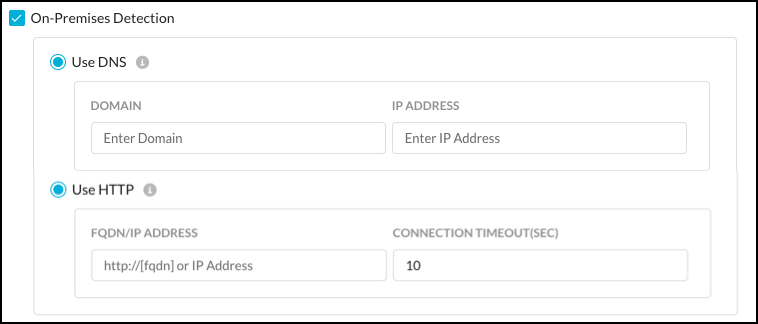 On-Premises Detection
Use DNS
DOMAIN IP ADDRESS
Enter Domain Enter IP Address
Use HTTP
FQDN/IP ADDRESS CONNECTION TIMEOUT(SEC)
http://[fqdn] or IP Address 10